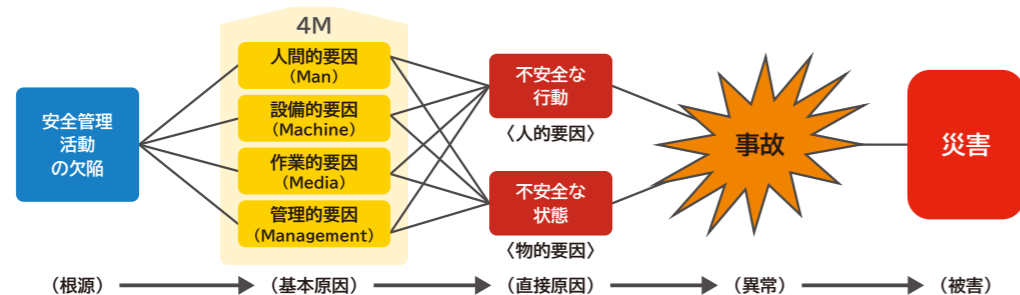 4M
安全管理
活動
の欠陥
人間的要因
（Man）
設備的要因
（Machine）
作業的要因
（Media）
管理的要因
（Management）
不安全な
行動
〈人的要因〉
不安全な
状態
〈物的要因〉
事故
災害
（根源）
（基本原因）
（直接原因）
（異常）
（被害）